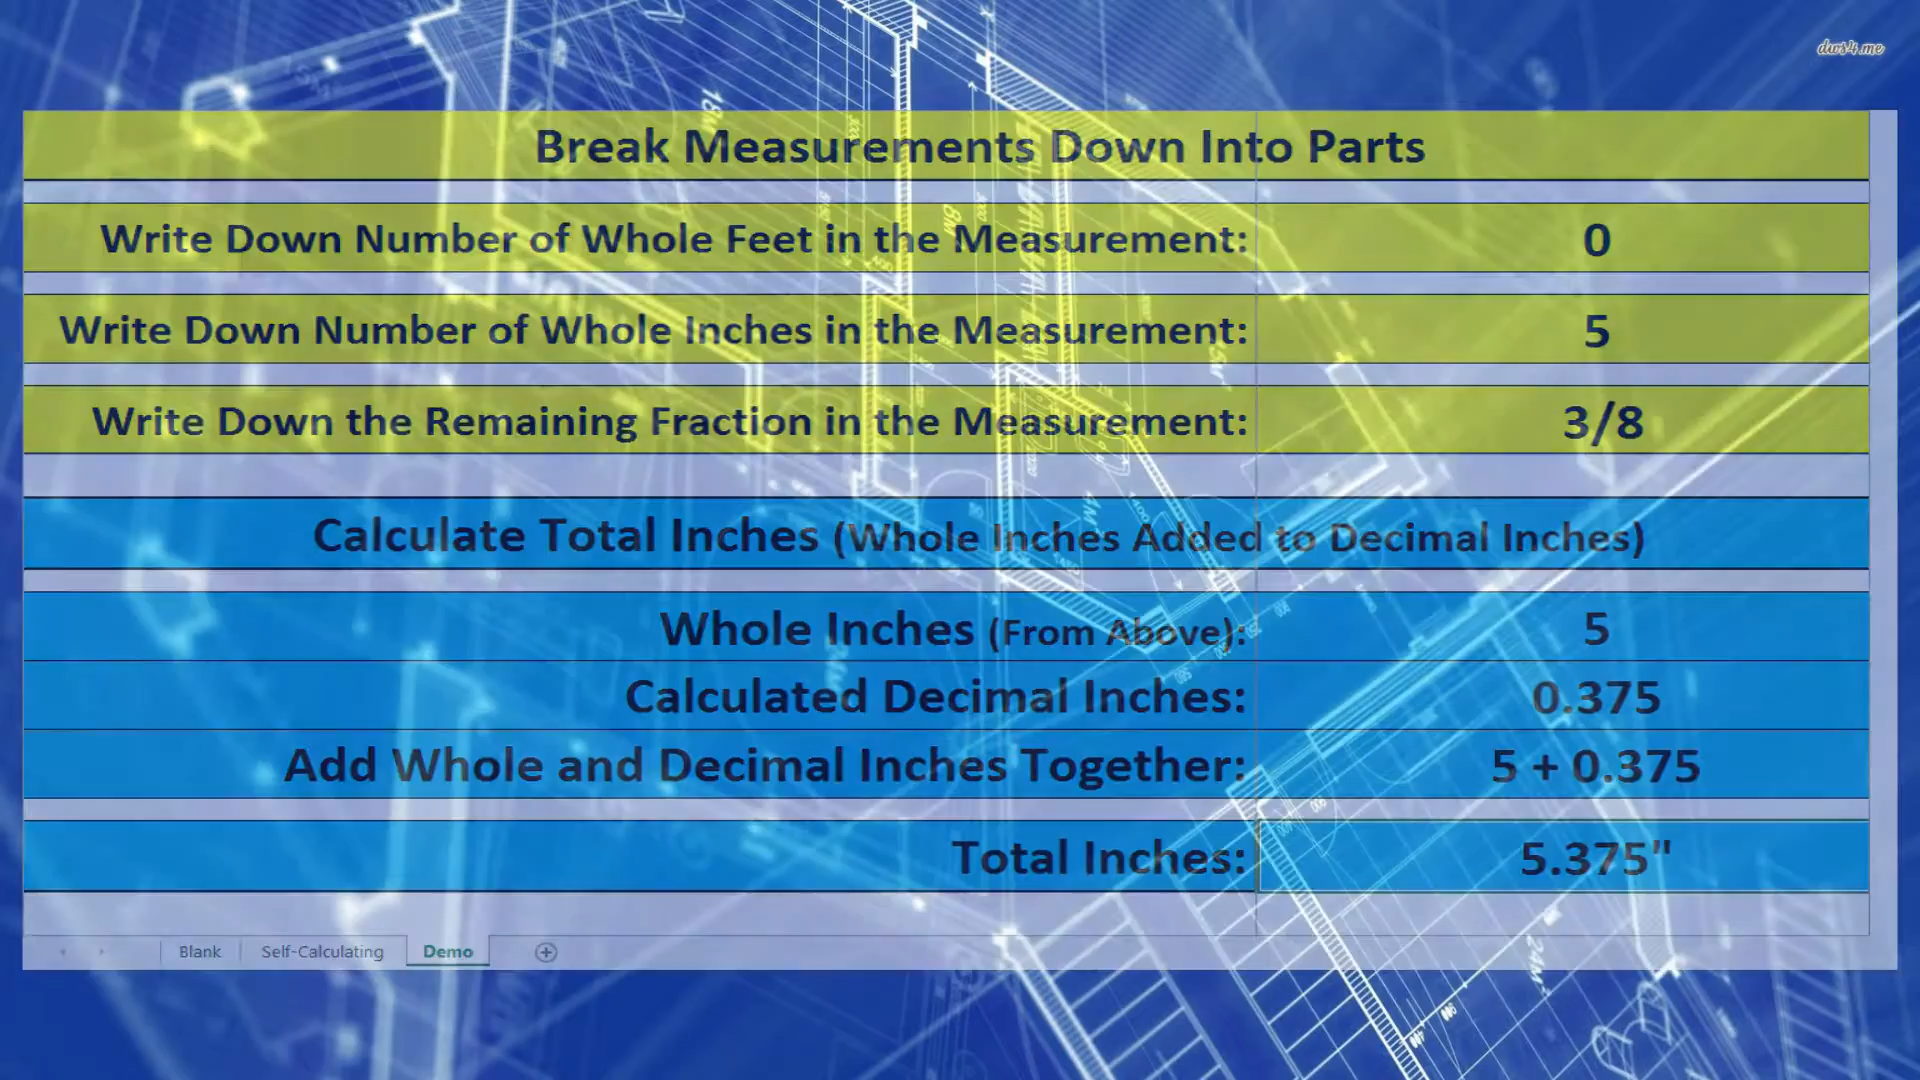 dws4.me
Break Measurements Down Into Parts
Write Down Number of Whole Feet in the Measurement: 0
Write Down Number of Whole Inches in the Measurement: 5
Write Down the Remaining Fraction in the Measurement: 3/8
Calculate Total Inches (Whole Inches Added to Decimal Inches)
Whole Inches (From Above): 5
Calculated Decimal Inches: 0.375
Add Whole and Decimal Inches Together: 5 + 0.375
Total Inches: 5.375"
Blank Self-Calculating Demo